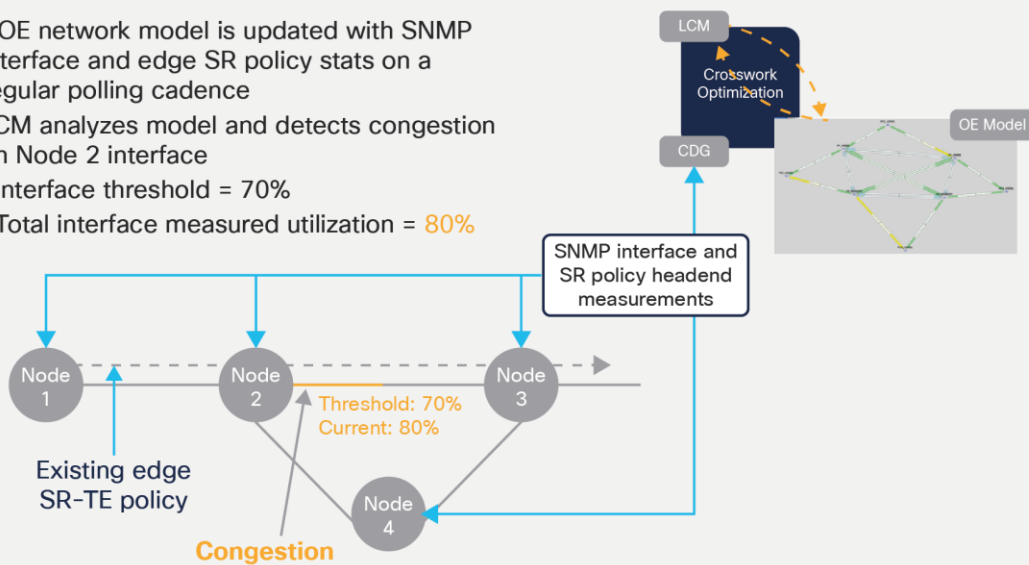 OE network model is updated with SNMP
terface and edge SR policy stats on a
egular polling cadence
CM analyzes model and detects congestion
n Node 2 interface
nterface threshold = 70%
Total interface measured utilization = 80%
LCM
Crosswork
Optimization
CDG
OE Model
SNMP interface and
SR policy headend
measurements
Node
1
Node
2
Node
3
Threshold: 70%
Current: 80%
Existing edge
SR-TE policy
Node
4
Congestion